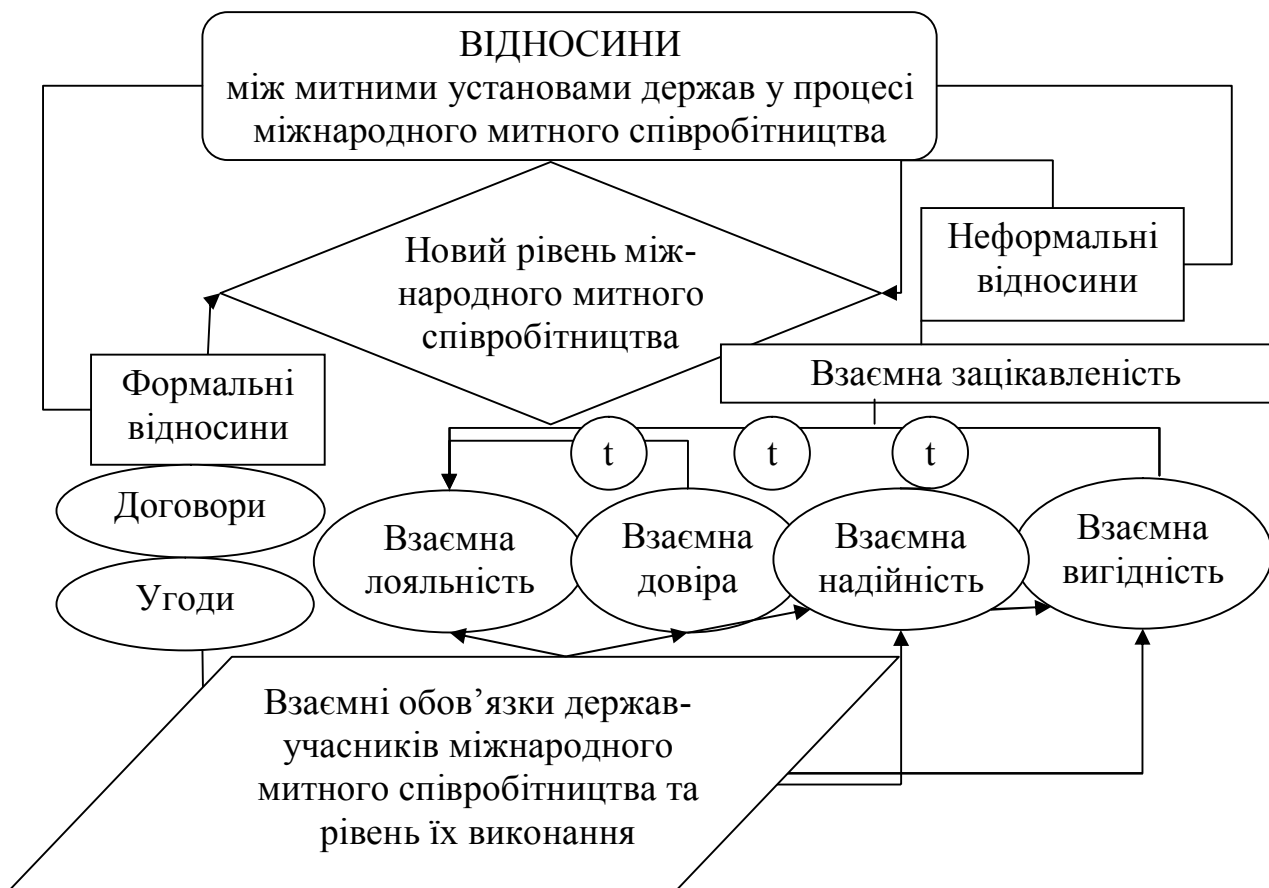 ВІДНОСИНИ
між митними установами держав у процесі
міжнародного митного співробітництва
Новий рівень між-
народного митного
співробітництва
Неформальні
відносини
Формальні
відносини
Взаємна зацікавленість
t
t
t
Договори
Угоди
Взаємна
лояльність
Взаємна
довіра
Взаємна
надійність
Взаємна
вигідність
Взаємні обов’язки держав-
учасників міжнародного
митного співробітництва та
рівень їх виконання